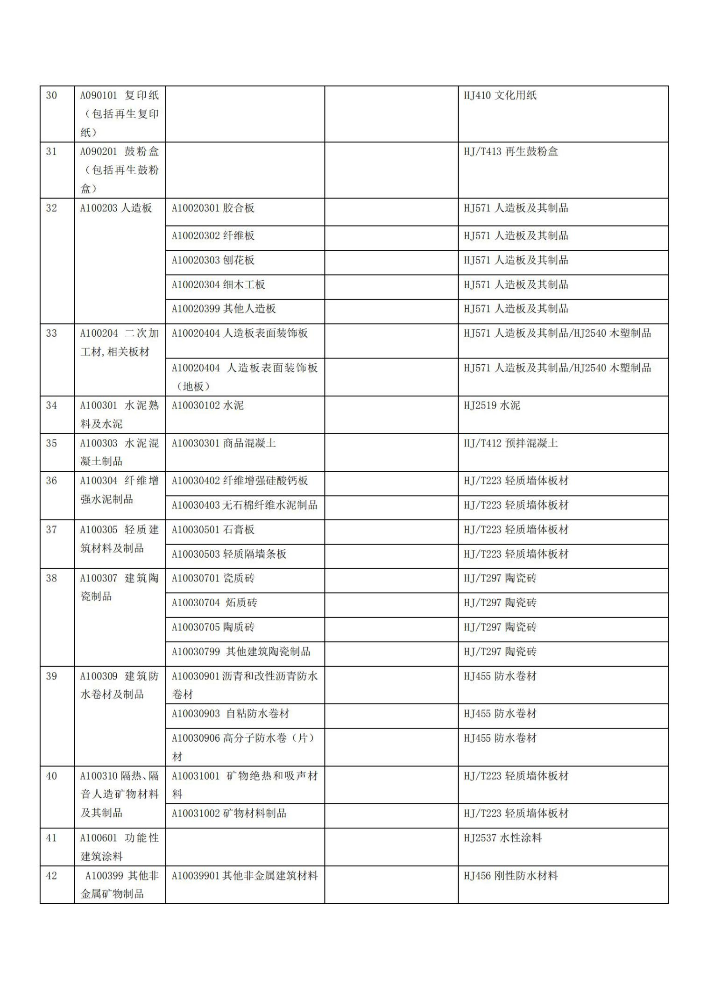 30 A090101 复印纸 HJ410 文化用纸
（包括再生复印
纸）
31 A090201 鼓粉盒 HJ/T413 再生鼓粉盒
（包括再生鼓粉
盒）
32 A100203 人造板 A10020301 胶合板 HJ571 人造板及其制品
A10020302 纤维板 HJ571 人造板及其制品
A10020303 刨花板 HJ571 人造板及其制品
A10020304 细木工板 HJ571 人造板及其制品
A10020399 其他人造板 HJ571 人造板及其制品
33 A100204 二次加 A10020404 人造板表面装饰板 HJ571 人造板及其制品/HJ2540 木塑制品
工材,相关板材
A10020404 人造板表面装饰板 HJ571 人造板及其制品/HJ2540 木塑制品
（地板）
34 A100301 水泥熟 A10030102 水泥 HJ2519 水泥
料及水泥
35 A100303 水泥混 A10030301 商品混凝土 HJ/T412 预拌混凝土
凝土制品
36 A100304 纤维增 A10030402 纤维增强硅酸钙板 HJ/T223 轻质墙体板材
强水泥制品
A10030403 无石棉纤维水泥制品 HJ/T223 轻质墙体板材
37 A100305 轻质建 A10030501 石膏板 HJ/T223 轻质墙体板材
筑材料及制品
A10030503 轻质隔墙条板 HJ/T223 轻质墙体板材
38 A100307 建筑陶 A10030701 瓷质砖 HJ/T297 陶瓷砖
瓷制品
A10030704 炻质砖 HJ/T297 陶瓷砖
A10030705 陶质砖 HJ/T297 陶瓷砖
A10030799 其他建筑陶瓷制品 HJ/T297 陶瓷砖
39 A100309 建筑防 A10030901 沥青和改性沥青防水 HJ455 防水卷材
水卷材及制品 卷材
A10030903 自粘防水卷材 HJ455 防水卷材
A10030906 高分子防水卷（片） HJ455 防水卷材
材
40 A100310 隔热、隔 A10031001 矿物绝热和吸声材 HJ/T223 轻质墙体板材
音人造矿物材料 料
及其制品 A10031002 矿物材料制品 HJ/T223 轻质墙体板材
41 A100601 功能性 HJ2537 水性涂料
建筑涂料
42 A100399 其他非 A10039901 其他非金属建筑材料 HJ456 刚性防水材料
金属矿物制品